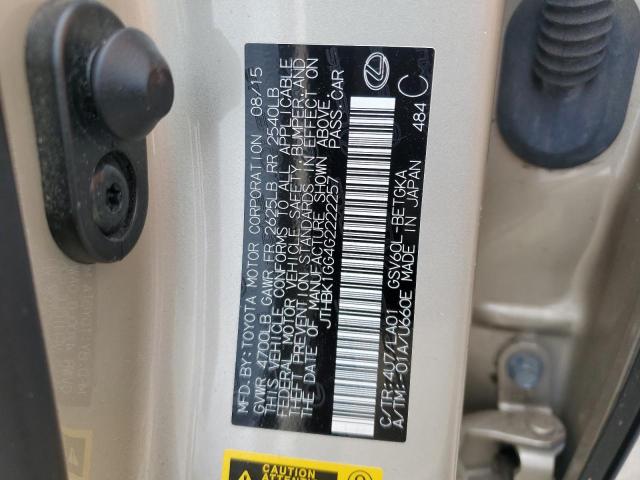 MFD.BY:TOYOTA MOTOR CORPORATION 08/15
GVWR 4700LB GAWR FR 2625LB RR 2540LB
THIS VEHICLE CONFORMS TO ALL APPLICABLE
FEDERAL MOTOR VEHICLE SAFETY,BUMPER,AND
THEFT PREVENTION STANDARDS IN EFFECT ON
THE DATE OF MANUFACTURE SHOWN ABOVE.
JTHBK1GG4G2222257 PASS.CAR
C/TR:4U7/LA01 GSV60L-BETGKA
A/TM:-01A/U660E MADE IN JAPAN 484 C
CAUTION